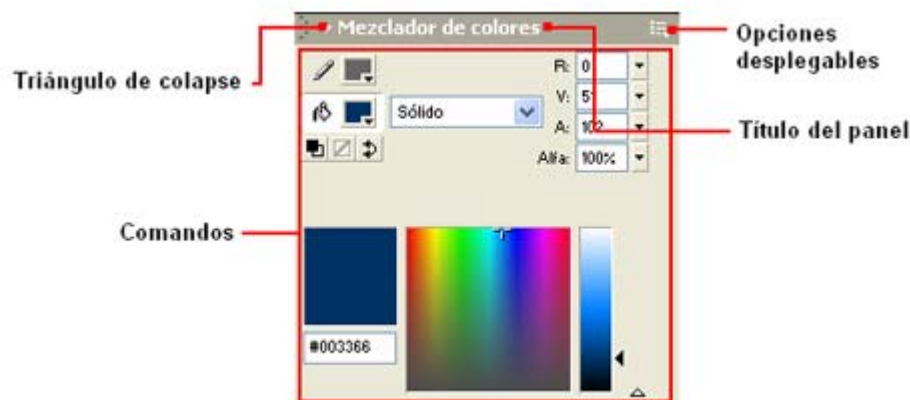 Mezclador de colores
Opciones
desplegables
Triángulo de colapse
R: 0
V: 51
Sólido
A: 102
Título del panel
Alfa: 100%
Comandos
#003366